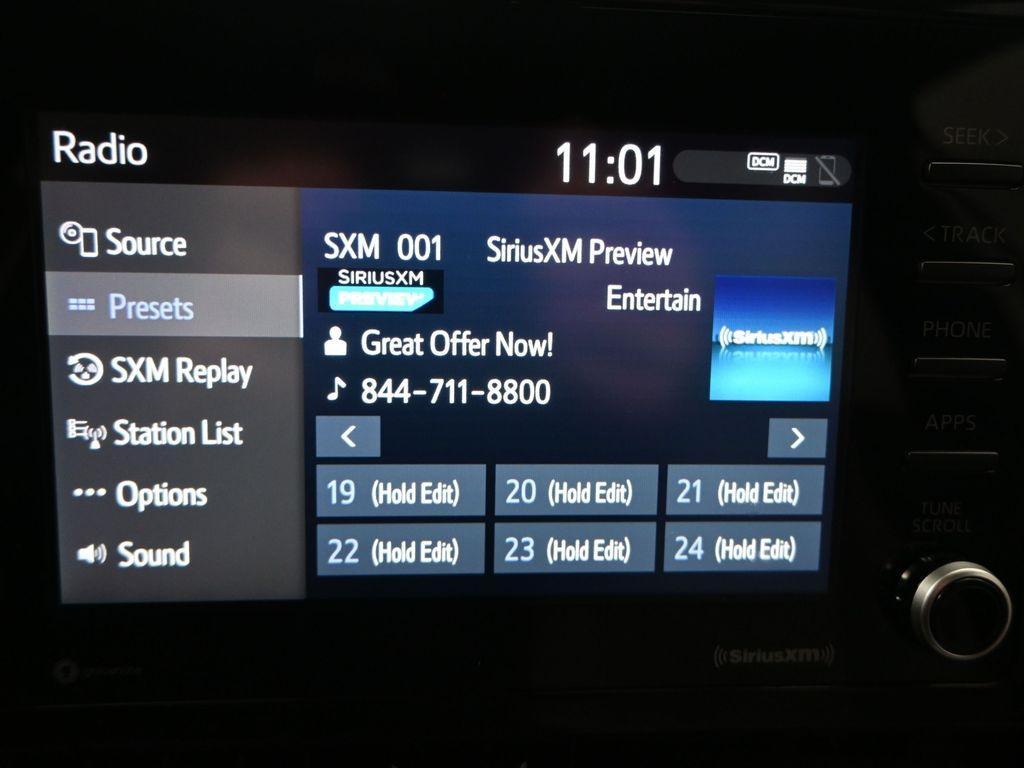 Radio
11:01
DCM
DCM
SEEK >
< TRACK
PHONE
APPS
TUNE
SCROLL
Source
Presets
SXM Replay
Station List
Options
Sound
SXM 001 SiriusXM Preview
SIRIUSXM
PREVIEW
Entertain
((SiriusXM))
Great Offer Now!
844-711-8800
<
>
19 (Hold Edit)
20 (Hold Edit)
21 (Hold Edit)
22 (Hold Edit)
23 (Hold Edit)
24 (Hold Edit)
((SiriusXM))